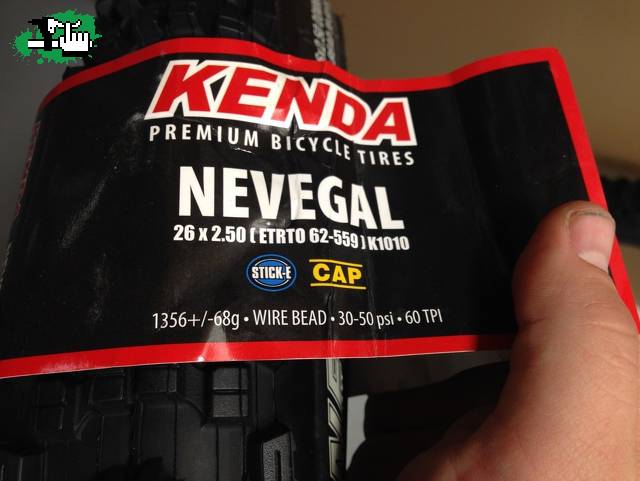 KENDA
PREMIUM BICYCLE TIRES
NEVEGAL
26 x 2.50 ( ETRTO 62-559 ) K1010
STICK-E
CAP
1356+/-68g • WIRE BEAD • 30-50 psi • 60 TPI